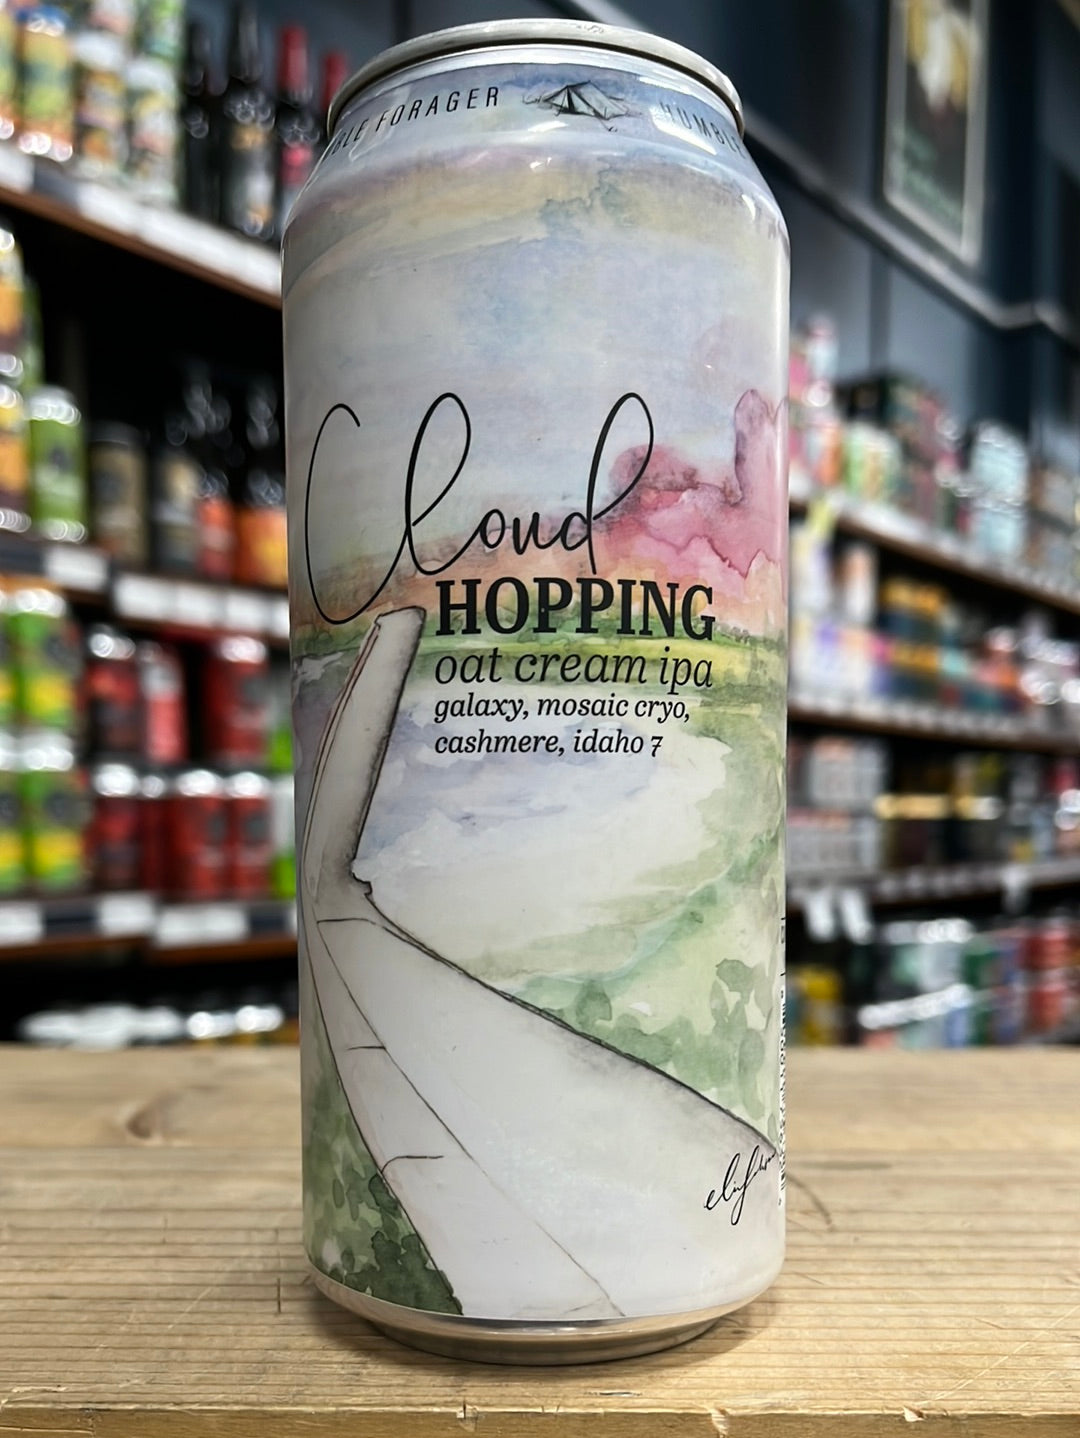 FORAGER
Cloud
HOPPING
oat cream ipa
galaxy, mosaic cryo,
cashmere, idaho 7